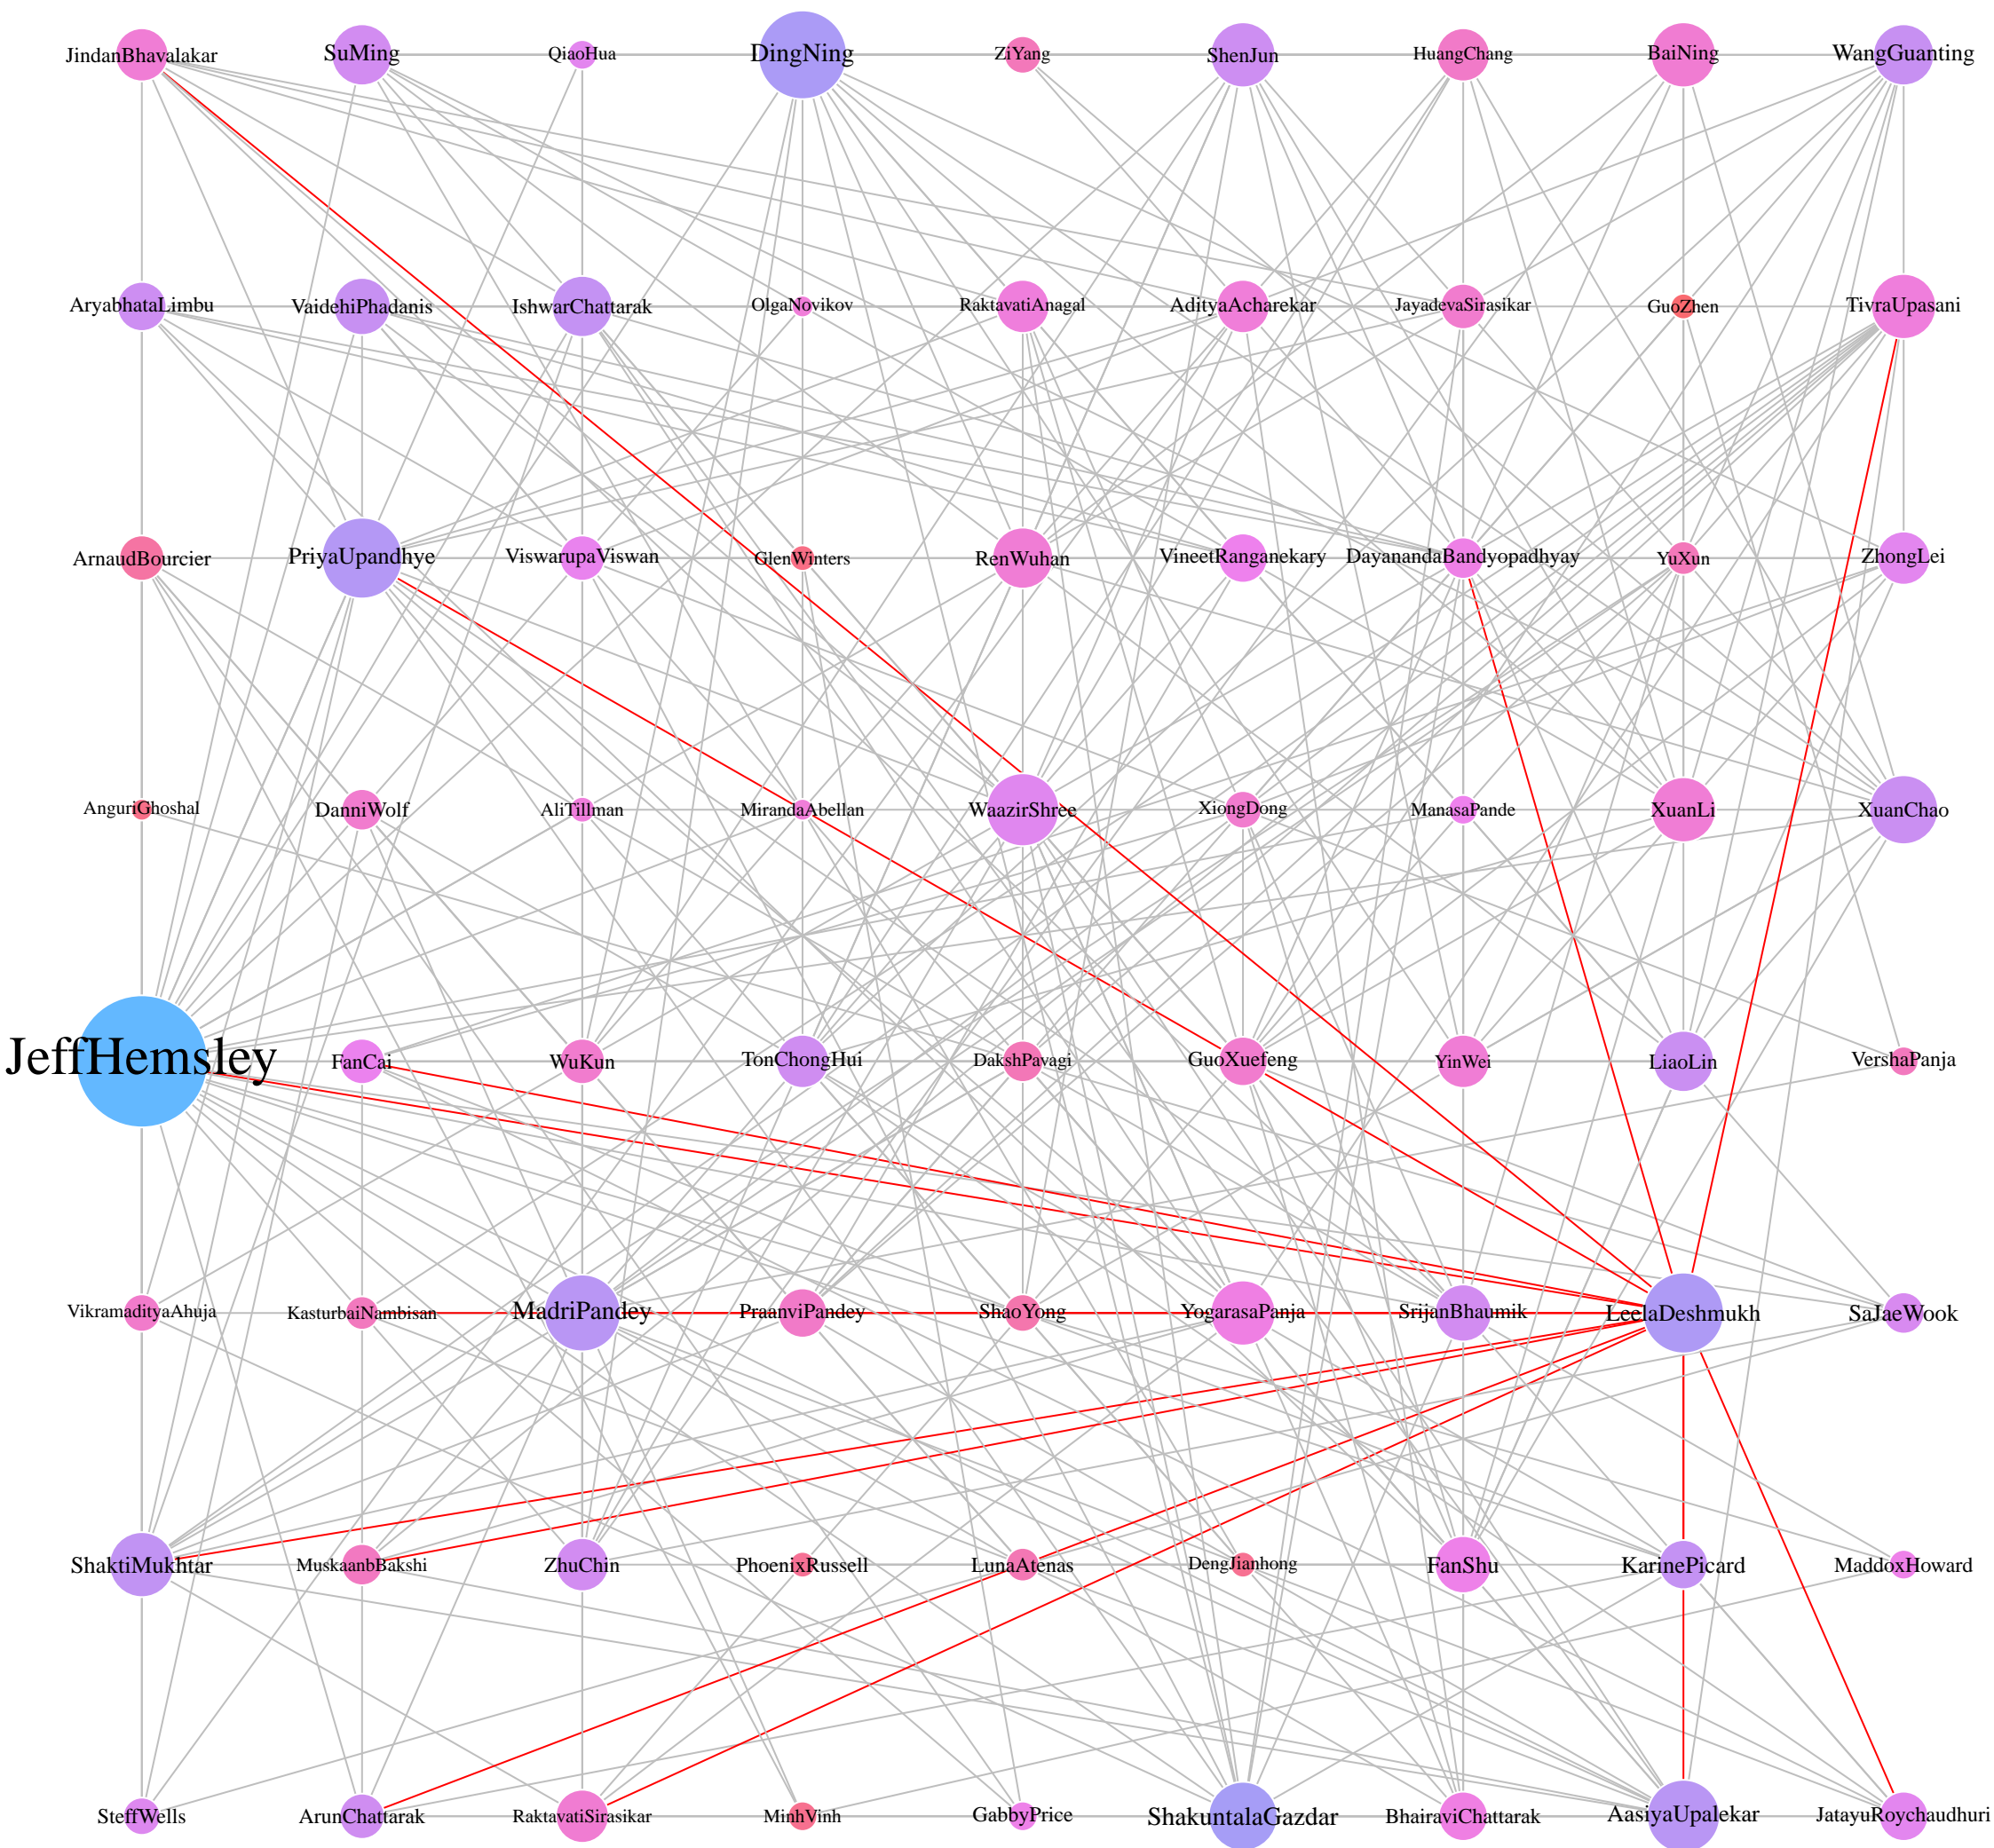 JindanBhavalakar SuMing QiaoHua DingNing ZiYang ShenJun HuangChang BaiNing WangGuanting
AryabhataLimbu VaidehiPhadanis IshwarChattarak OlgaNovikov RaktavatiAnagal AdityaAcharekar JayadevaSirasikar GuoZhen TivraUpasani
ArnaudBourcier PriyaUpandhye ViswarupaViswan GlenWinters RenWuhan VineetRanganekary DayanandaBandyopadhyay YuXun ZhongLei
AnguriGhoshal DanniWolf AliTillman MirandaAbellan WaazirShree XiongDong ManasaPande XuanLi XuanChao
JeffHemsley FanCai WuKun TonChongHui DakshPavagi GuoXuefeng YinWei LiaoLin VershaPanja
VikramadityaAhuja KasturbaiNambisan MadriPandey PraanviPandey ShaoYong YogarasaPanja SrijanBhaumik LeelaDeshmukh SaJaeWook
ShaktiMukhtar MuskaanbBakshi ZhuChin PhoenixRussell LunaAtenas DengJianhong FanShu KarinePicard MaddoxHoward
SteffWells ArunChattarak RaktavatiSirasikar MinhVinh GabbyPrice ShakuntalaGazdar BhairaviChattarak AasiyaUpalekar JatayuRoychaudhuri